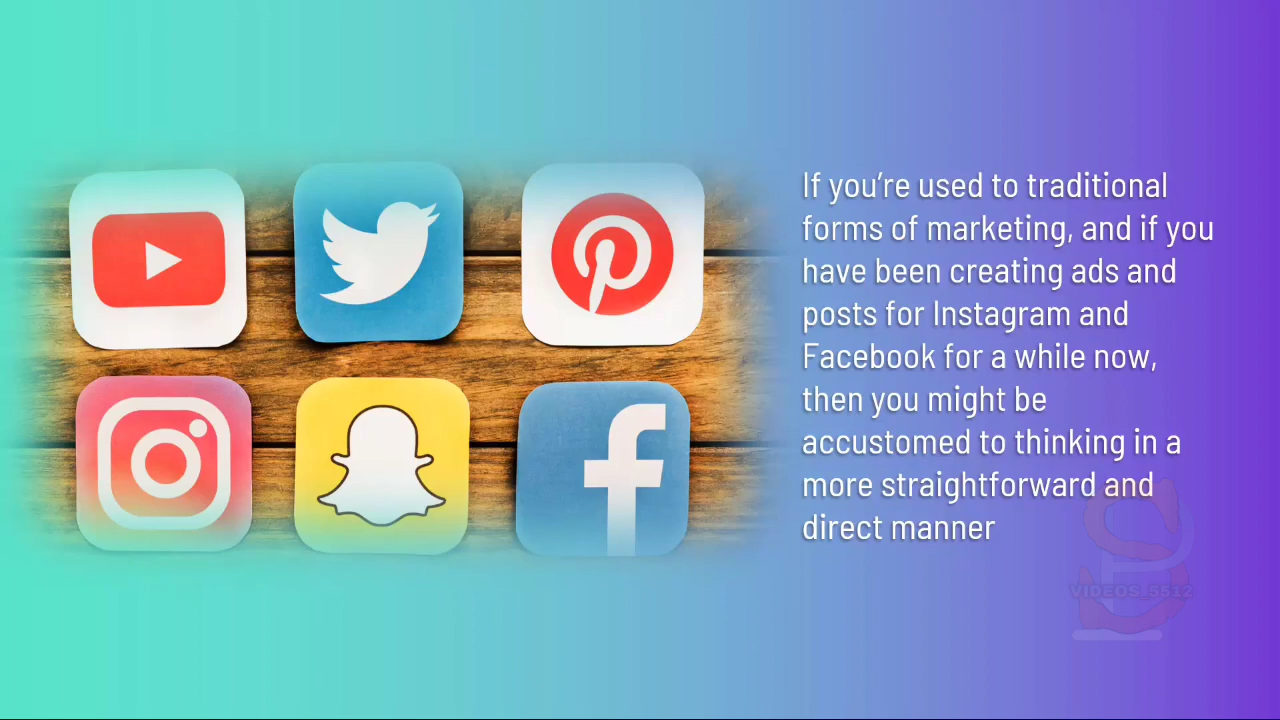 If you’re used to traditional
forms of marketing, and if you
have been creating ads and
posts for Instagram and
Facebook for a while now,
then you might be
accustomed to thinking in a
more straightforward and
direct manner
VIDEOS_5512